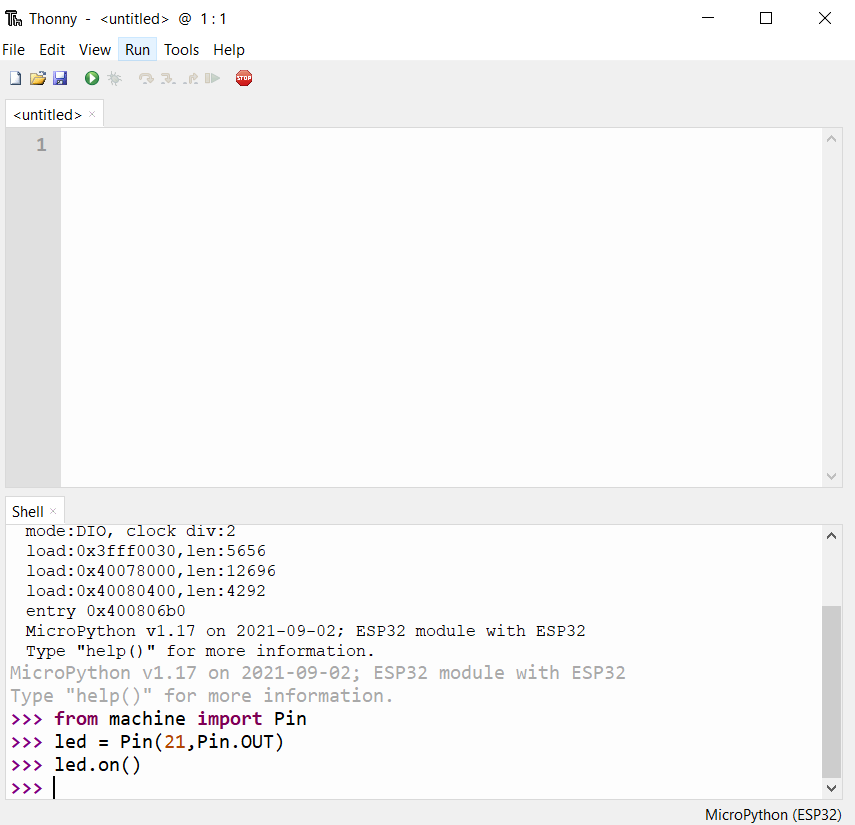 Thonny - <untitled> @ 1 : 1
File Edit View Run Tools Help
STOP
<untitled> ×
1
Shell ×
mode:DIO, clock div:2
load:0x3fff0030,len:5656
load:0x40078000,len:12696
load:0x40080400,len:4292
entry 0x400806b0
MicroPython v1.17 on 2021-09-02; ESP32 module with ESP32
Type "help()" for more information.
MicroPython v1.17 on 2021-09-02; ESP32 module with ESP32
Type "help()" for more information.
>>> from machine import Pin
>>> led = Pin(21,Pin.OUT)
>>> led.on()
>>>
MicroPython (ESP32)